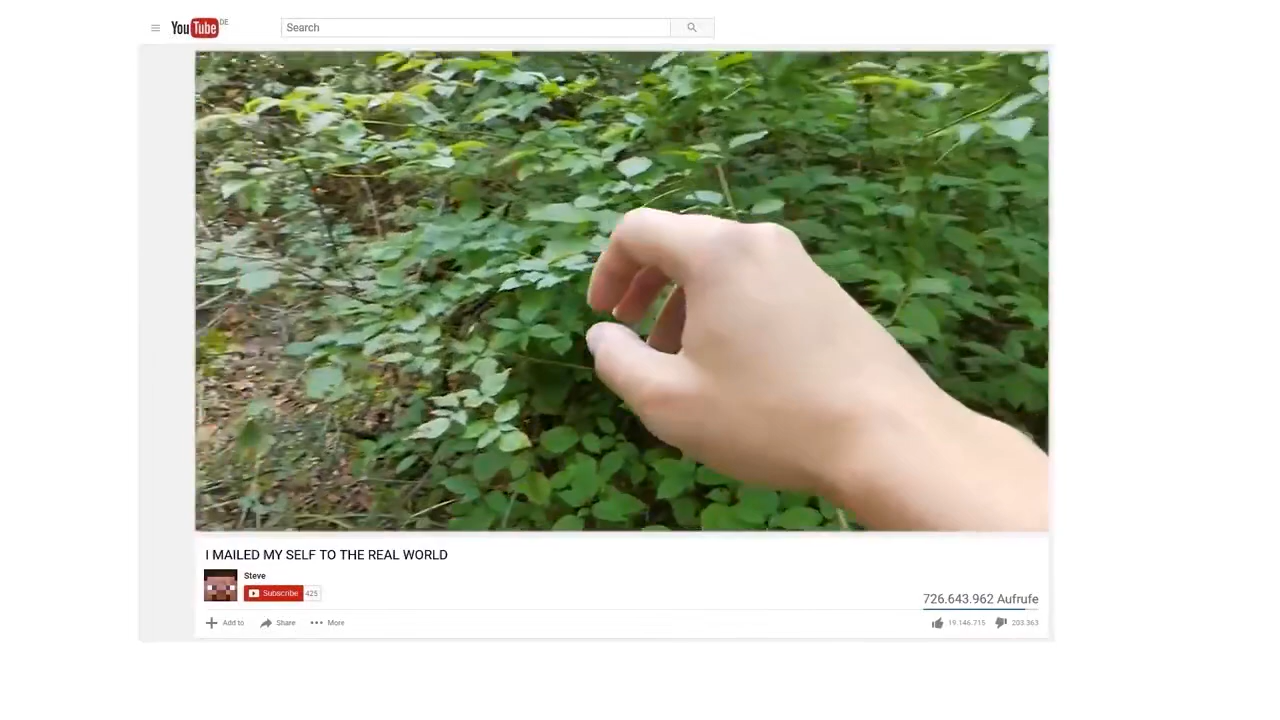 YouTube DE
Search
I MAILED MY SELF TO THE REAL WORLD
Steve
Subscribe 425
726.643.962 Aufrufe
Add to Share More
19.146.715 203.363